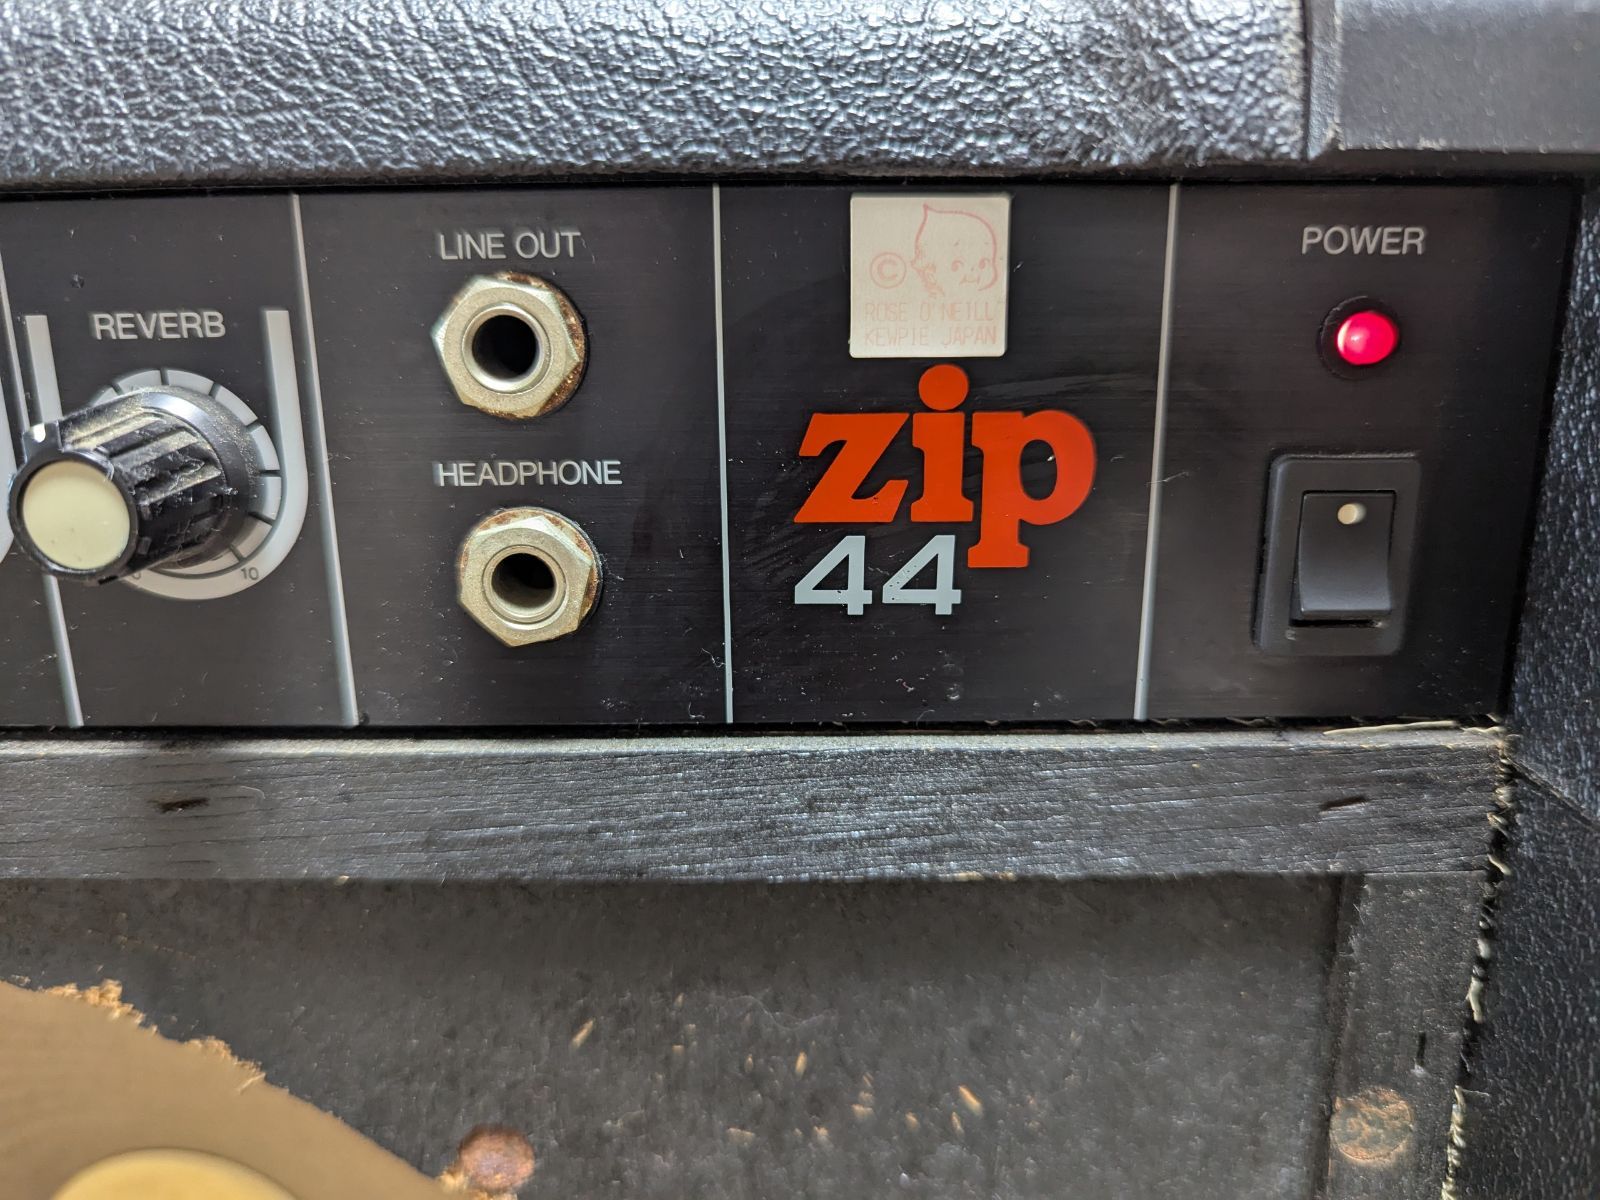 LINE OUT
©
ROSE O'NEILL
KEWPIE JAPAN
POWER
REVERB
10
HEADPHONE
zip
44